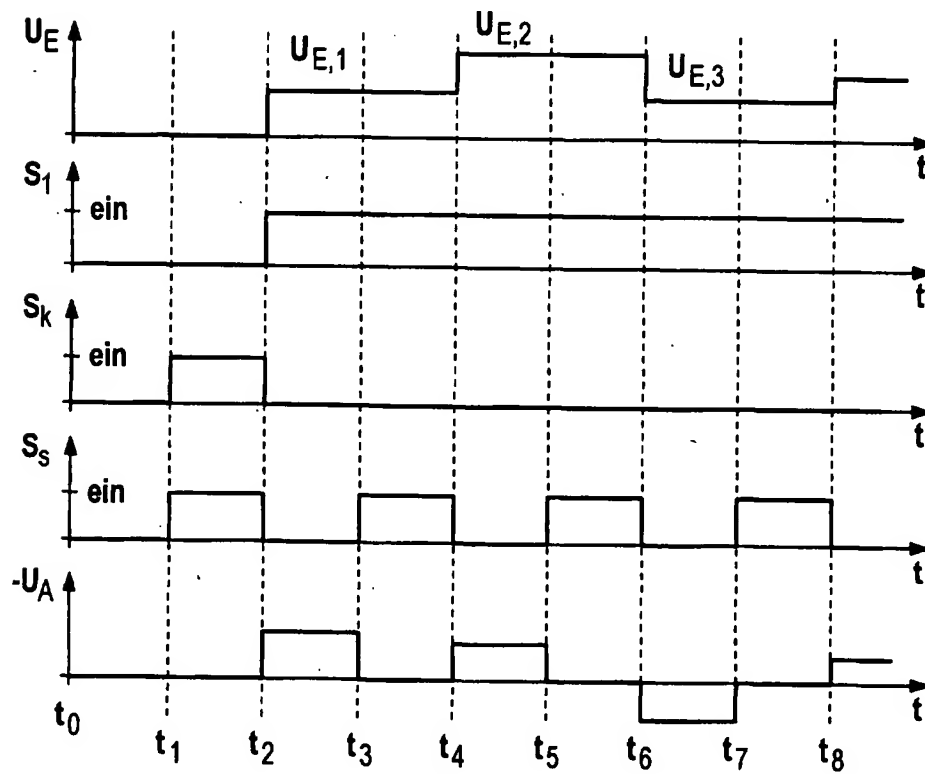 U_E
U_E,1
U_E,2
U_E,3
t
S_1
ein
t
S_k
ein
t
S_s
ein
t
-U_A
t
t_0
t_1
t_2
t_3
t_4
t_5
t_6
t_7
t_8